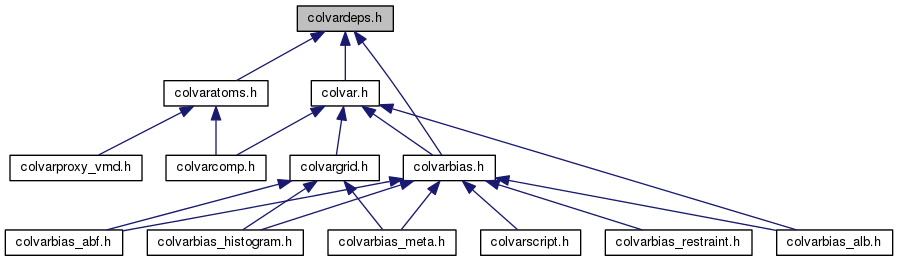 colvardeps.h
colvaratoms.h
colvar.h
colvarproxy_vmd.h
colvarcomp.h
colvargrid.h
colvarbias.h
colvarbias_abf.h
colvarbias_histogram.h
colvarbias_meta.h
colvarscript.h
colvarbias_restraint.h
colvarbias_alb.h